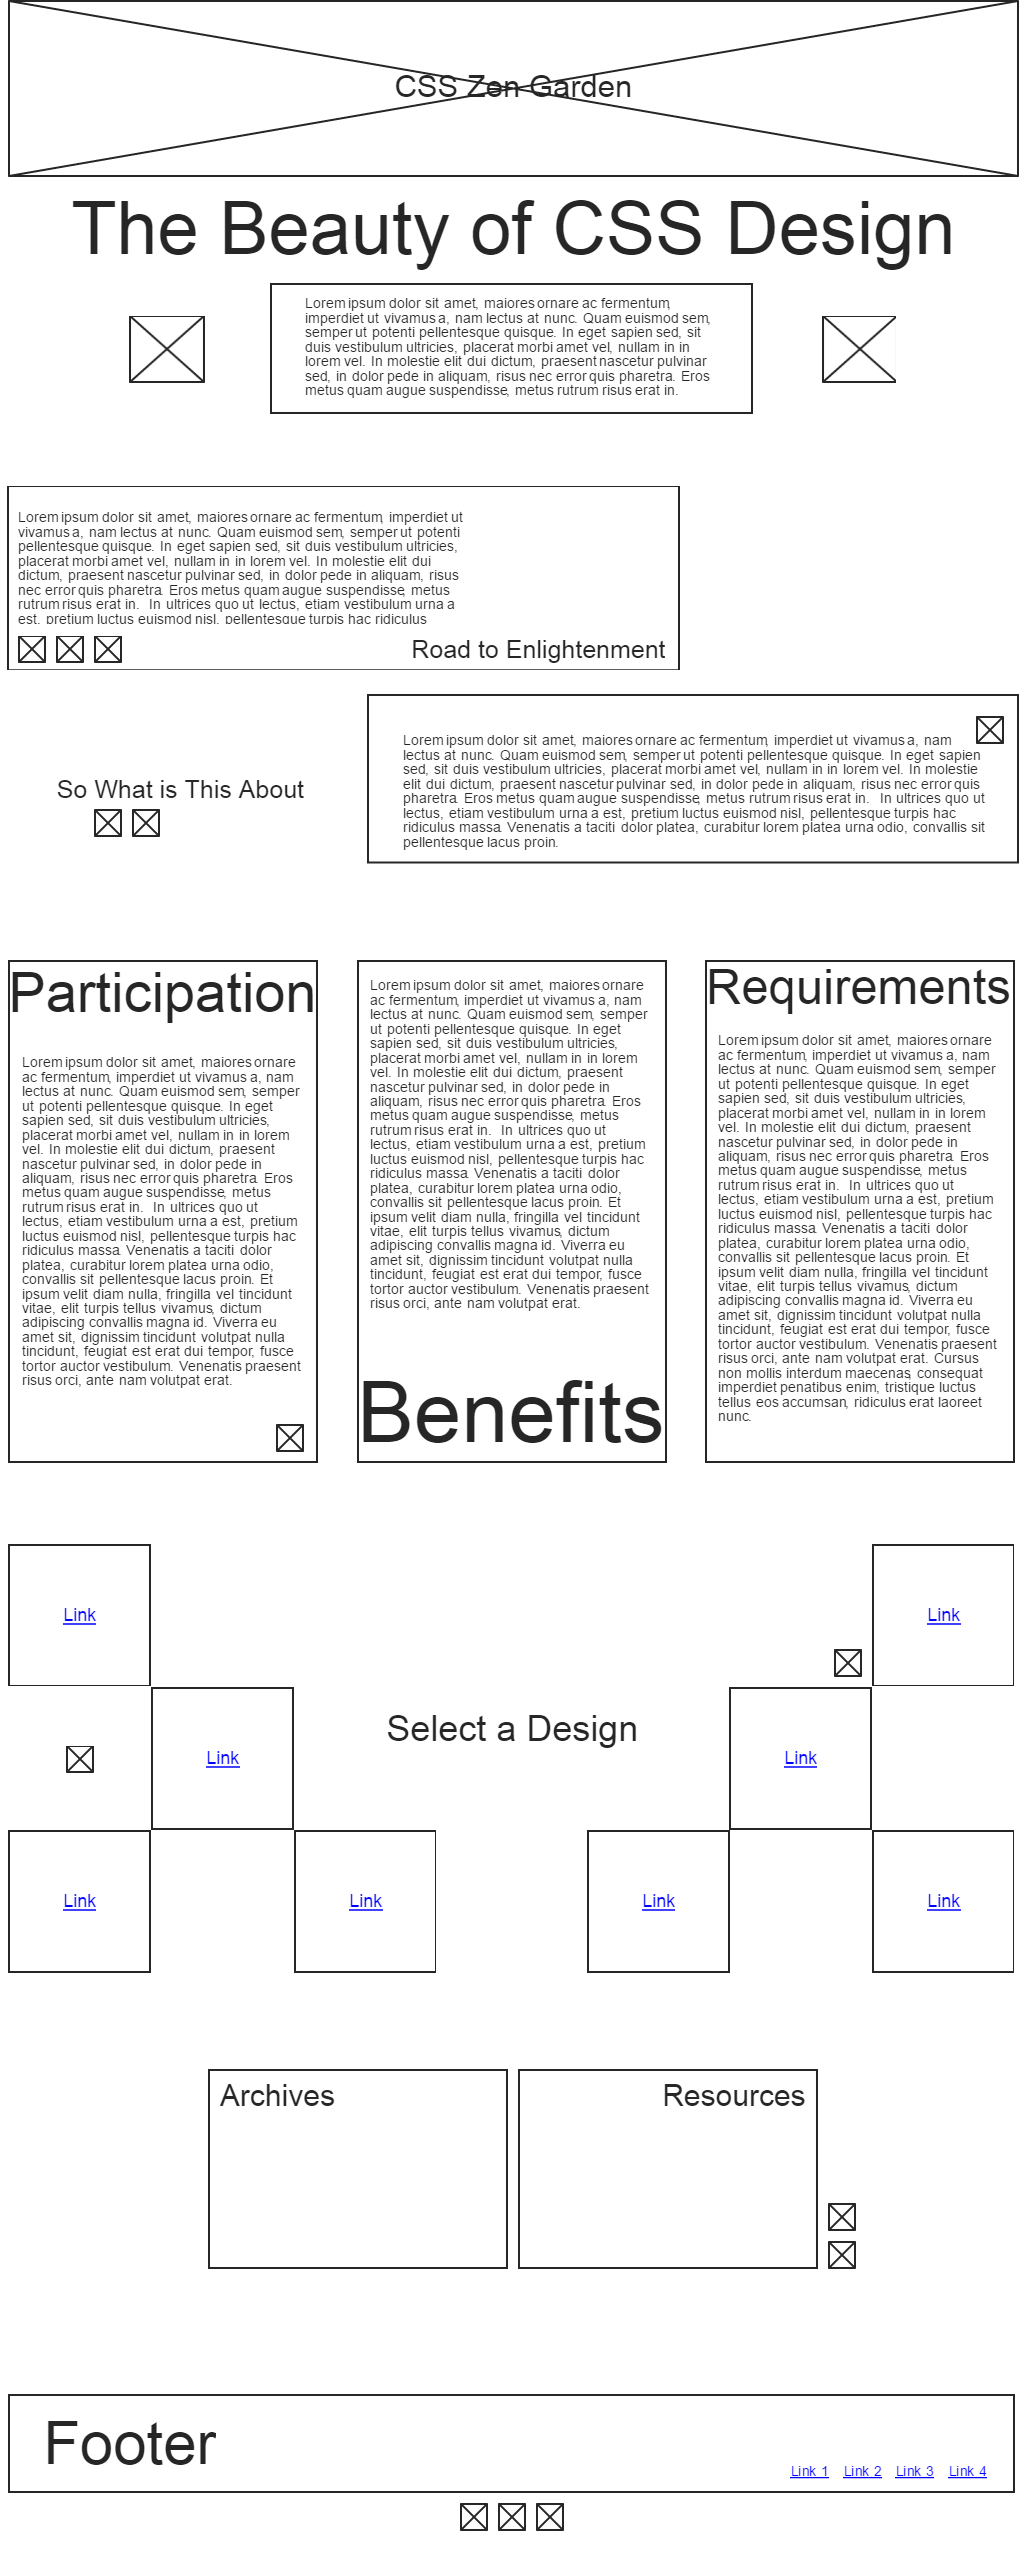 CSS Zen Garden
The Beauty of CSS Design
Lorem ipsum dolor sit amet, maiores ornare ac fermentum,
imperdiet ut vivamus a, nam lectus at nunc. Quam euismod sem,
semper ut potenti pellentesque quisque. In eget sapien sed, sit
duis vestibulum ultricies, placerat morbi amet vel, nullam in in
lorem vel. In molestie elit dui dictum, praesent nascetur pulvinar
sed, in dolor pede in aliquam, risus nec error quis pharetra. Eros
metus quam augue suspendisse, metus rutrum risus erat in.
Lorem ipsum dolor sit amet, maiores ornare ac fermentum, imperdiet ut
vivamus a, nam lectus at nunc. Quam euismod sem, semper ut potenti
pellentesque quisque. In eget sapien sed, sit duis vestibulum ultricies,
placerat morbi amet vel, nullam in in lorem vel. In molestie elit dui
dictum, praesent nascetur pulvinar sed, in dolor pede in aliquam, risus
nec error quis pharetra. Eros metus quam augue suspendisse, metus
rutrum risus erat in. In ultrices quo ut lectus, etiam vestibulum urna a
est, pretium luctus euismod nisl, pellentesque turpis hac ridiculus
Road to Enlightenment
So What is This About
Lorem ipsum dolor sit amet, maiores ornare ac fermentum, imperdiet ut vivamus a, nam
lectus at nunc. Quam euismod sem, semper ut potenti pellentesque quisque. In eget sapien
sed, sit duis vestibulum ultricies, placerat morbi amet vel, nullam in in lorem vel. In molestie
elit dui dictum, praesent nascetur pulvinar sed, in dolor pede in aliquam, risus nec error quis
pharetra. Eros metus quam augue suspendisse, metus rutrum risus erat in. In ultrices quo ut
lectus, etiam vestibulum urna a est, pretium luctus euismod nisl, pellentesque turpis hac
ridiculus massa. Venenatis a taciti dolor platea, curabitur lorem platea urna odio, convallis sit
pellentesque lacus proin.
Participation
Lorem ipsum dolor sit amet, maiores ornare
ac fermentum, imperdiet ut vivamus a, nam
lectus at nunc. Quam euismod sem, semper
ut potenti pellentesque quisque. In eget
sapien sed, sit duis vestibulum ultricies,
placerat morbi amet vel, nullam in in lorem
vel. In molestie elit dui dictum, praesent
nascetur pulvinar sed, in dolor pede in
aliquam, risus nec error quis pharetra. Eros
metus quam augue suspendisse, metus
rutrum risus erat in. In ultrices quo ut
lectus, etiam vestibulum urna a est, pretium
luctus euismod nisl, pellentesque turpis hac
ridiculus massa. Venenatis a taciti dolor
platea, curabitur lorem platea urna odio,
convallis sit pellentesque lacus proin. Et
ipsum velit diam nulla, fringilla vel tincidunt
vitae, elit turpis tellus vivamus, dictum
adipiscing convallis magna id. Viverra eu
amet sit, dignissim tincidunt volutpat nulla
tincidunt, feugiat est erat dui tempor, fusce
tortor auctor vestibulum. Venenatis praesent
risus orci, ante nam volutpat erat.
Lorem ipsum dolor sit amet, maiores ornare
ac fermentum, imperdiet ut vivamus a, nam
lectus at nunc. Quam euismod sem, semper
ut potenti pellentesque quisque. In eget
sapien sed, sit duis vestibulum ultricies,
placerat morbi amet vel, nullam in in lorem
vel. In molestie elit dui dictum, praesent
nascetur pulvinar sed, in dolor pede in
aliquam, risus nec error quis pharetra. Eros
metus quam augue suspendisse, metus
rutrum risus erat in. In ultrices quo ut
lectus, etiam vestibulum urna a est, pretium
luctus euismod nisl, pellentesque turpis hac
ridiculus massa. Venenatis a taciti dolor
platea, curabitur lorem platea urna odio,
convallis sit pellentesque lacus proin. Et
ipsum velit diam nulla, fringilla vel tincidunt
vitae, elit turpis tellus vivamus, dictum
adipiscing convallis magna id. Viverra eu
amet sit, dignissim tincidunt volutpat nulla
tincidunt, feugiat est erat dui tempor, fusce
tortor auctor vestibulum. Venenatis praesent
risus orci, ante nam volutpat erat.
Benefits
Requirements
Lorem ipsum dolor sit amet, maiores ornare
ac fermentum, imperdiet ut vivamus a, nam
lectus at nunc. Quam euismod sem, semper
ut potenti pellentesque quisque. In eget
sapien sed, sit duis vestibulum ultricies,
placerat morbi amet vel, nullam in in lorem
vel. In molestie elit dui dictum, praesent
nascetur pulvinar sed, in dolor pede in
aliquam, risus nec error quis pharetra. Eros
metus quam augue suspendisse, metus
rutrum risus erat in. In ultrices quo ut
lectus, etiam vestibulum urna a est, pretium
luctus euismod nisl, pellentesque turpis hac
ridiculus massa. Venenatis a taciti dolor
platea, curabitur lorem platea urna odio,
convallis sit pellentesque lacus proin. Et
ipsum velit diam nulla, fringilla vel tincidunt
vitae, elit turpis tellus vivamus, dictum
adipiscing convallis magna id. Viverra eu
amet sit, dignissim tincidunt volutpat nulla
tincidunt, feugiat est erat dui tempor, fusce
tortor auctor vestibulum. Venenatis praesent
risus orci, ante nam volutpat erat. Cursus
non mollis interdum maecenas, consequat
imperdiet penatibus enim, tristique luctus
tellus eos accumsan, ridiculus erat laoreet
nunc.
Link
Link
Select a Design
Link
Link
Link
Link
Link
Link
Archives
Resources
Footer
Link 1 Link 2 Link 3 Link 4